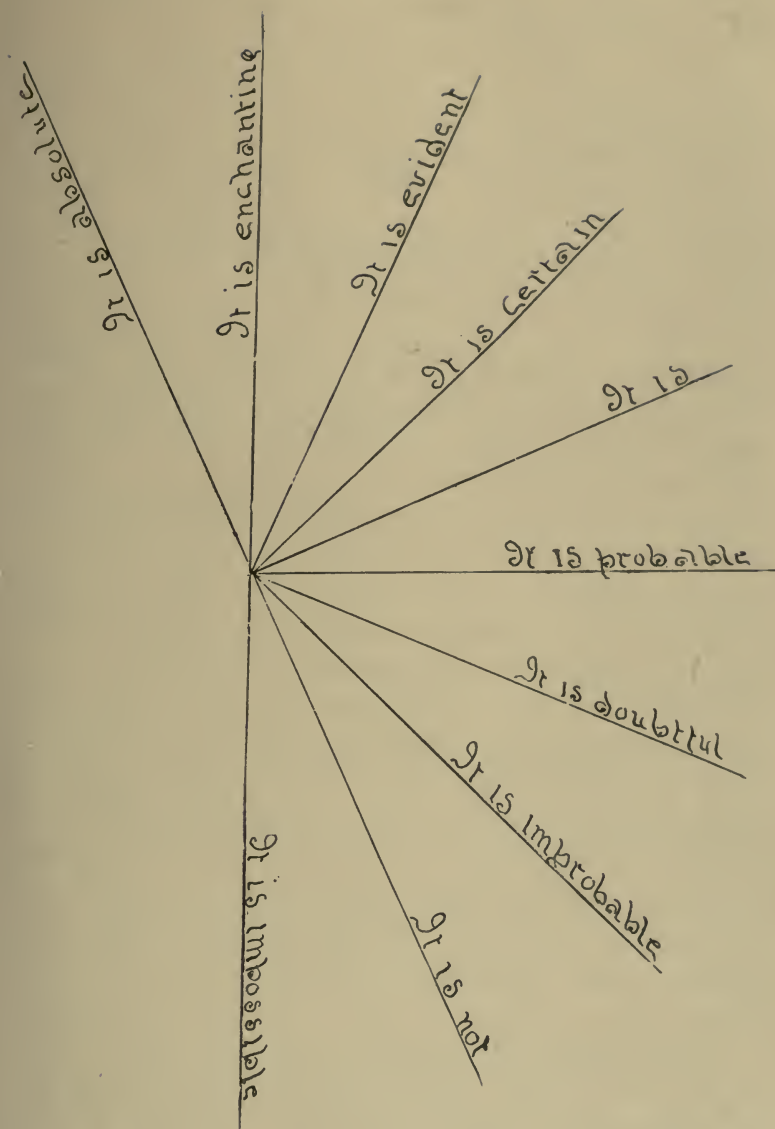 It is absolute
It is enchanting
It is evident
It is certain
It is
It is probable
It is doubtful
It is improbable
It is not
It is impossible